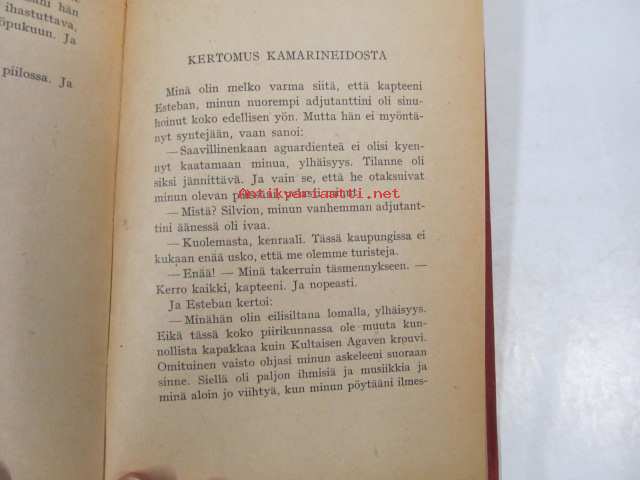 ani hän
ihastuttava,
öpukuun. Ja
piilossa. Ja
KERTOMUS KAMARINEIDOSTA
Minä olin melko varma siitä, että kapteeni
Esteban, minun nuorempi adjutanttini oli sinu-
hoinut koko edellisen yön. Mutta hän ei myöntä-
nyt syntejään, vaan sanoi:
— Saavillinenkaan aguardienteä ei olisi kyen-
nyt kaatamaan minua, ylhäisyys. Tilanne oli
siksi jännittävä. Ja vain se, että he otaksuivat
minun olevan
Antikvariaatti.net
— Mistä? Silvion, minun vanhemman adjutant-
tini äänessä oli ivaa.
— Kuolemasta, kenraali. Tässä kaupungissa ei
kukaan enää usko, että me olemme turisteja.
— Enää! — Minä takerruin täsmennykseen. —
Kerro kaikki, kapteeni. Ja nopeasti.
Ja Esteban kertoi:
— Minähän olin eilisiltana lomalla, ylhäisyys.
Eikä tässä koko piirikunnassa ole muuta kun-
nollista kapakkaa kuin Kultaisen Agaven krouvi.
Omituinen vaisto ohjasi minun askeleeni suoraan
sinne. Siellä oli paljon ihmisiä ja musiikkia ja
minä aloin jo viihtyä, kun minun pöytääni ilmes-